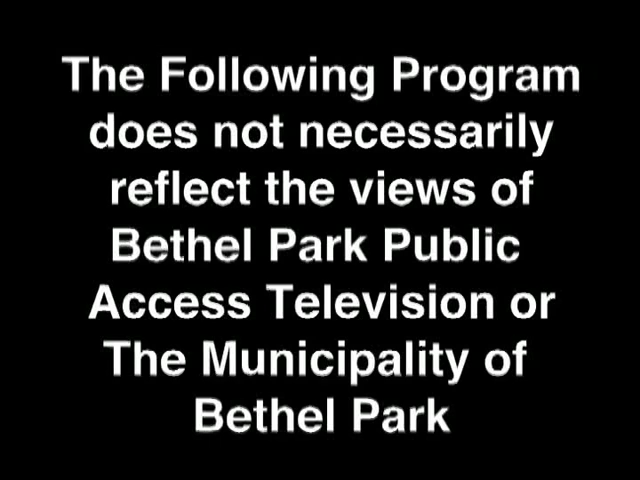 The Following Program
does not necessarily
reflect the views of
Bethel Park Public
Access Television or
The Municipality of
Bethel Park